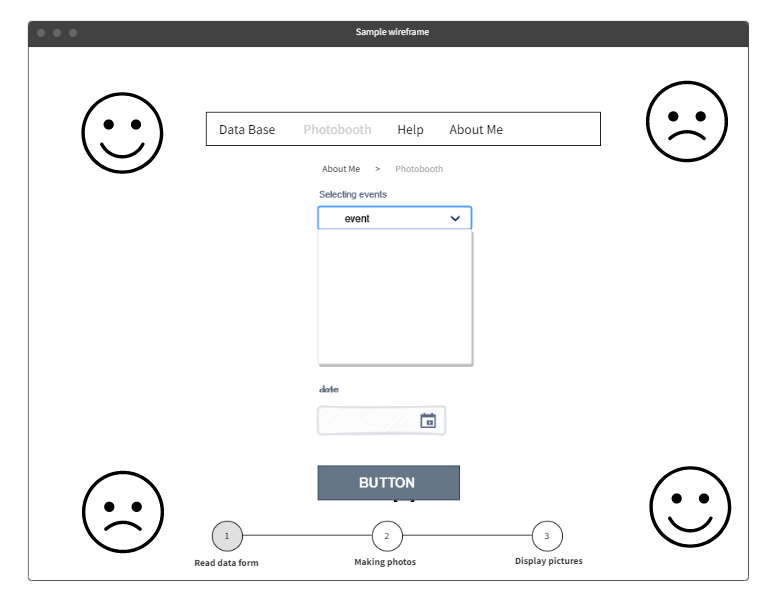 Sample wireframe
Data Base Photobooth Help About Me
About Me > Photobooth
Selecting events
event
date
BUTTON
1 2 3
Read data form Making photos Display pictures